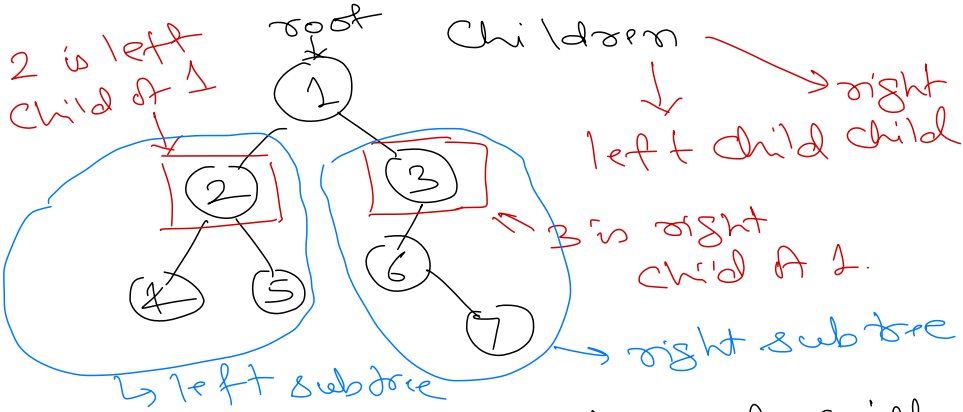 root
children
2 is left
child of 1
right
left child child
1
2
3
3 is right
child of 1.
4
5
6
7
right subtree
left subtree